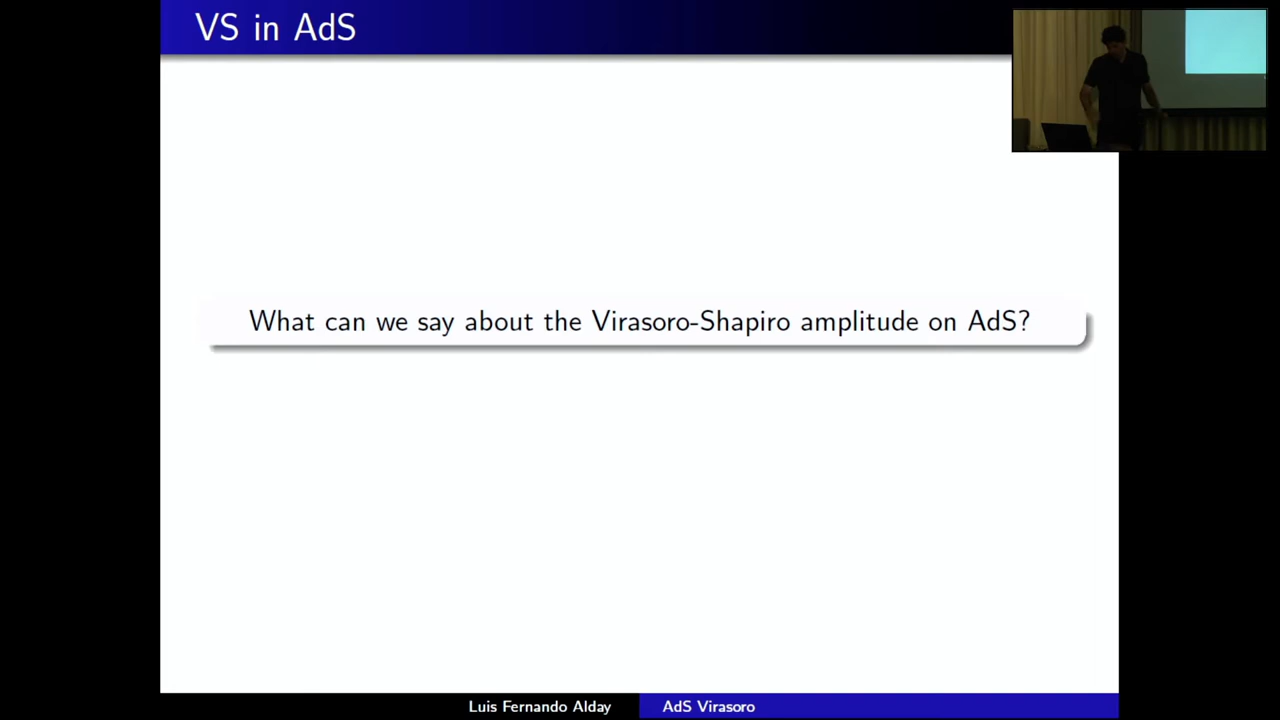 VS in AdS
What can we say about the Virasoro-Shapiro amplitude on AdS?
Luis Fernando Alday
AdS Virasoro